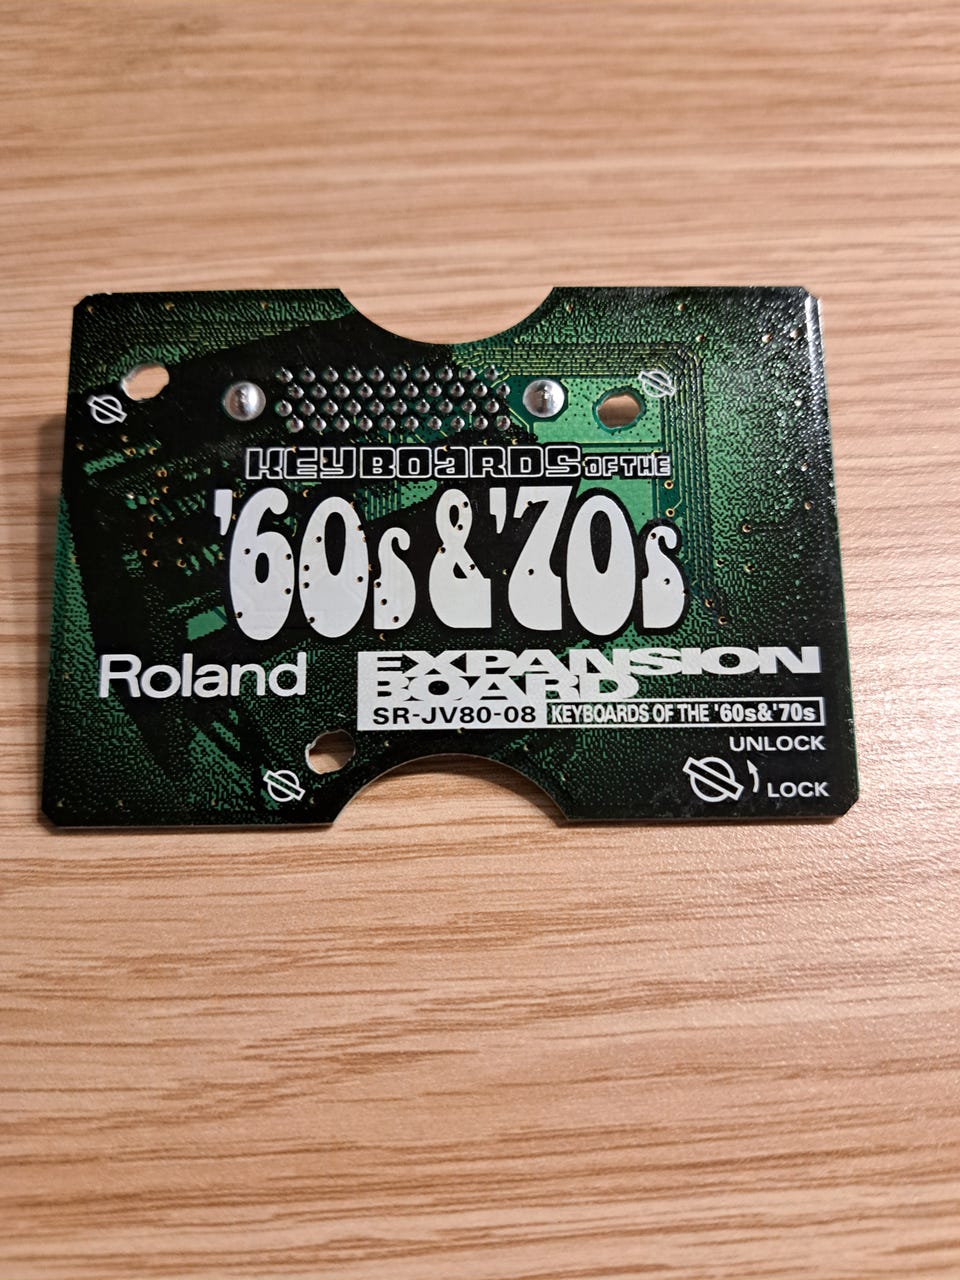 KEYBOARDS OF THE
'60s & '70s
Roland
EXPANSION
BOARD
SR-JV80-08 KEYBOARDS OF THE '60s&'70s
UNLOCK
LOCK